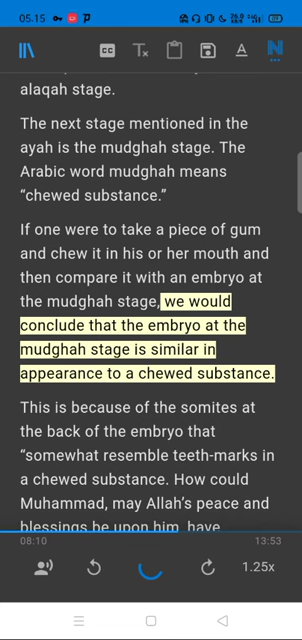 05.15
CC
alaqah stage.
The next stage mentioned in the
ayah is the mudghah stage. The
Arabic word mudghah means
“chewed substance.”
If one were to take a piece of gum
and chew it in his or her mouth and
then compare it with an embryo at
the mudghah stage, we would
conclude that the embryo at the
mudghah stage is similar in
appearance to a chewed substance.
This is because of the somites at
the back of the embryo that
“somewhat resemble teeth-marks in
a chewed substance. How could
Muhammad, may Allah’s peace and
blessings be upon him, have
08:10
13:53
1.25x